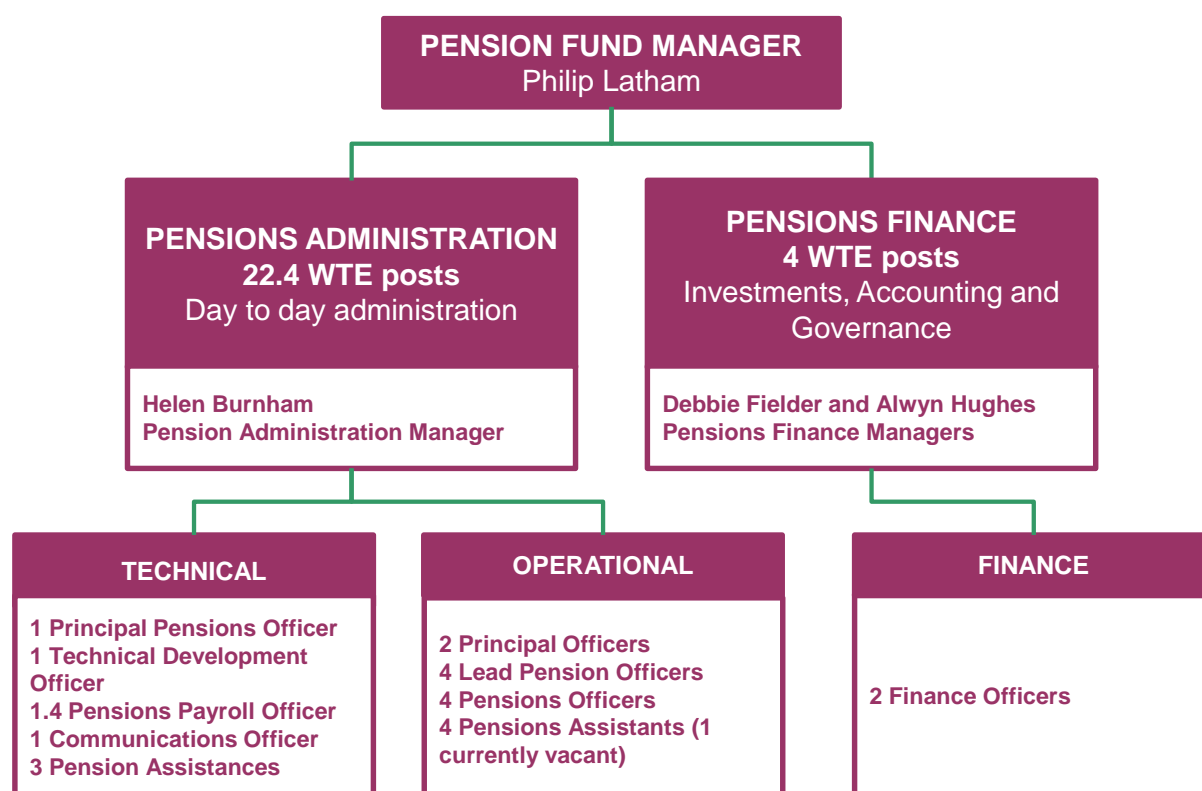 PENSION FUND MANAGER
Philip Latham
PENSIONS ADMINISTRATION
22.4 WTE posts
Day to day administration
Helen Burnham
Pension Administration Manager
PENSIONS FINANCE
4 WTE posts
Investments, Accounting and
Governance
Debbie Fielder and Alwyn Hughes
Pensions Finance Managers
TECHNICAL
1 Principal Pensions Officer
1 Technical Development
Officer
1.4 Pensions Payroll Officer
1 Communications Officer
3 Pension Assistances
OPERATIONAL
2 Principal Officers
4 Lead Pension Officers
4 Pensions Officers
4 Pensions Assistants (1
currently vacant)
FINANCE
2 Finance Officers